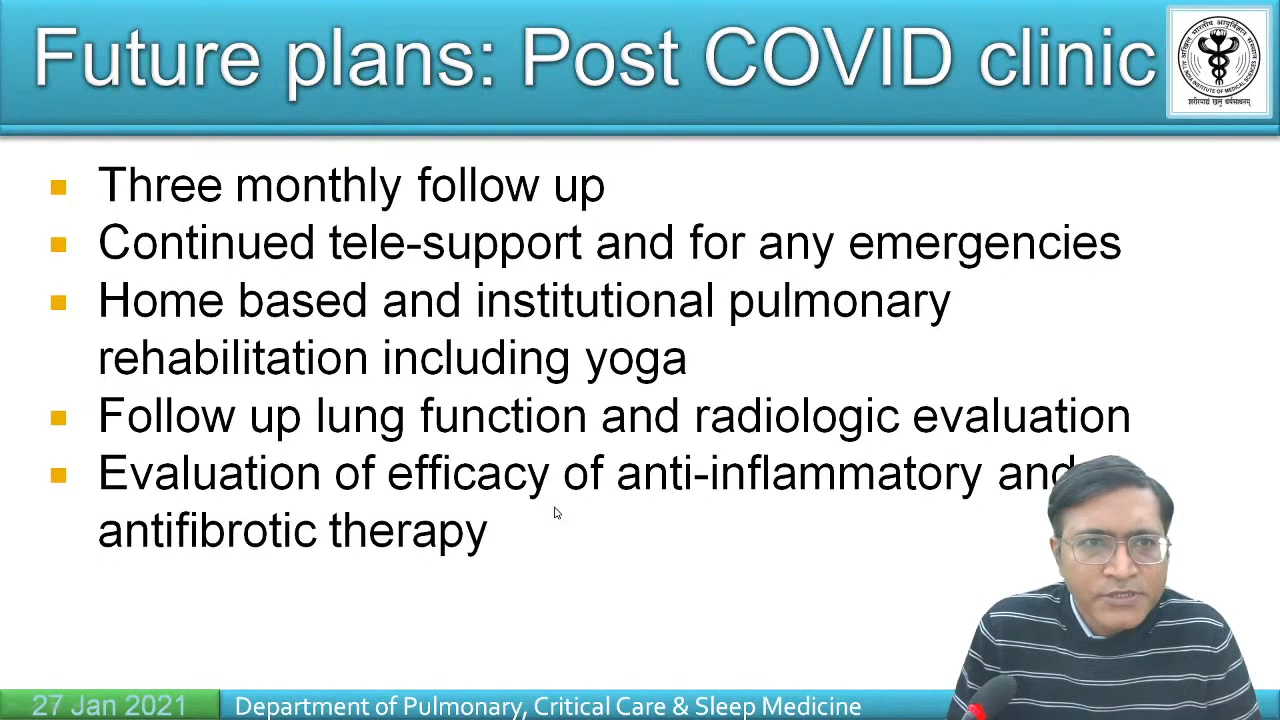 Future plans: Post COVID clinic
Three monthly follow up
Continued tele-support and for any emergencies
Home based and institutional pulmonary
rehabilitation including yoga
Follow up lung function and radiologic evaluation
Evaluation of efficacy of anti-inflammatory and
antifibrotic therapy
27 Jan 2021
Department of Pulmonary, Critical Care & Sleep Medicine